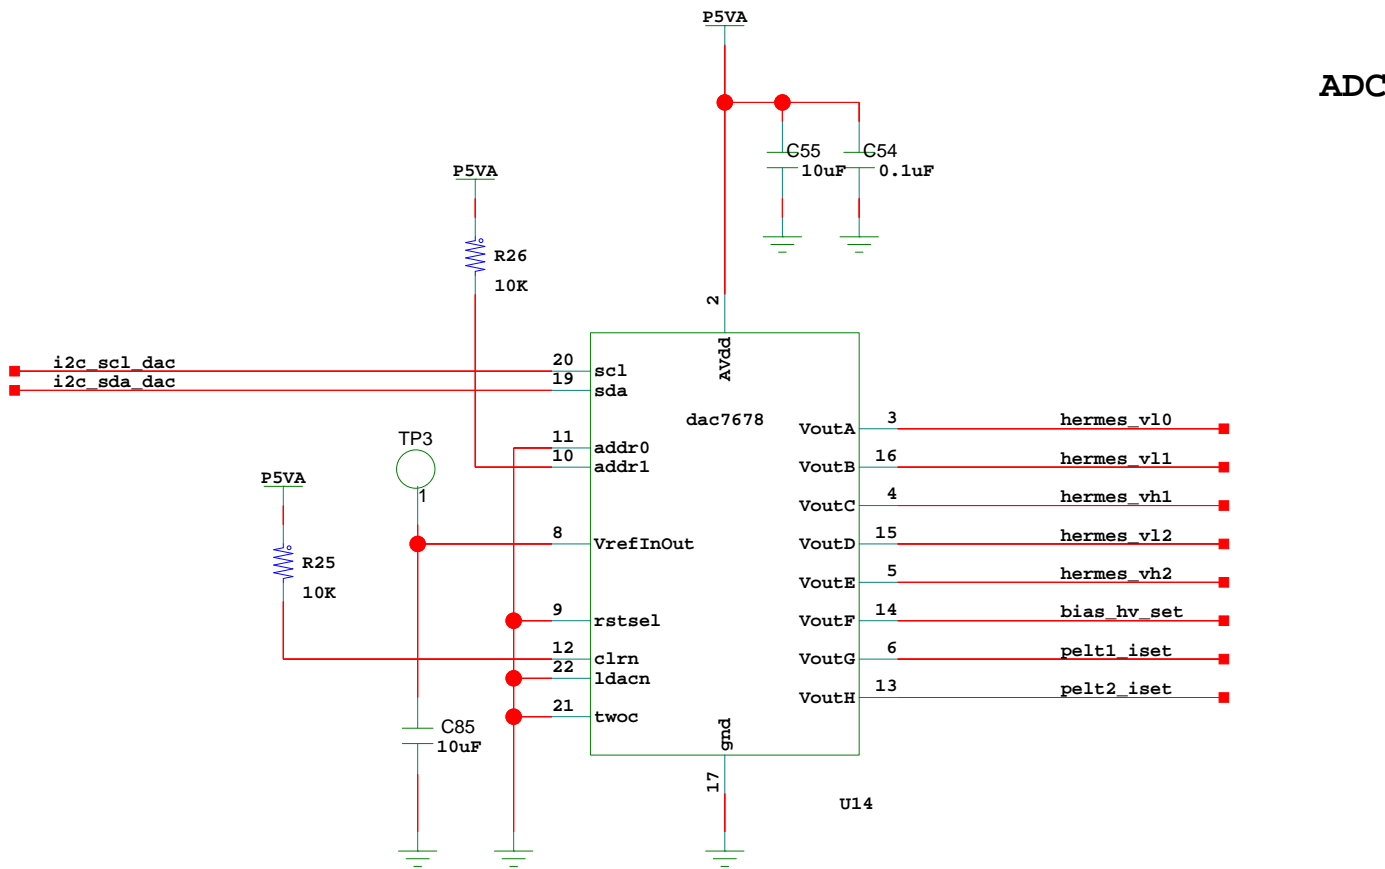 P5VA
ADC
C55
10uF
C54
0.1uF
P5VA
R26
10K
2
AVdd
i2c_scl_dac
20
scl
i2c_sda_dac
19
sda
dac7678
VoutA
3
hermes_vl0
11
addr0
10
addr1
VoutB
16
hermes_vl1
TP3
1
P5VA
VoutC
4
hermes_vh1
8
VrefInOut
VoutD
15
hermes_vl2
R25
10K
VoutE
5
hermes_vh2
9
rstsel
VoutF
14
bias_hv_set
12
clrn
VoutG
6
pelt1_iset
22
ldacn
VoutH
13
pelt2_iset
21
twoc
C85
10uF
gnd
17
U14